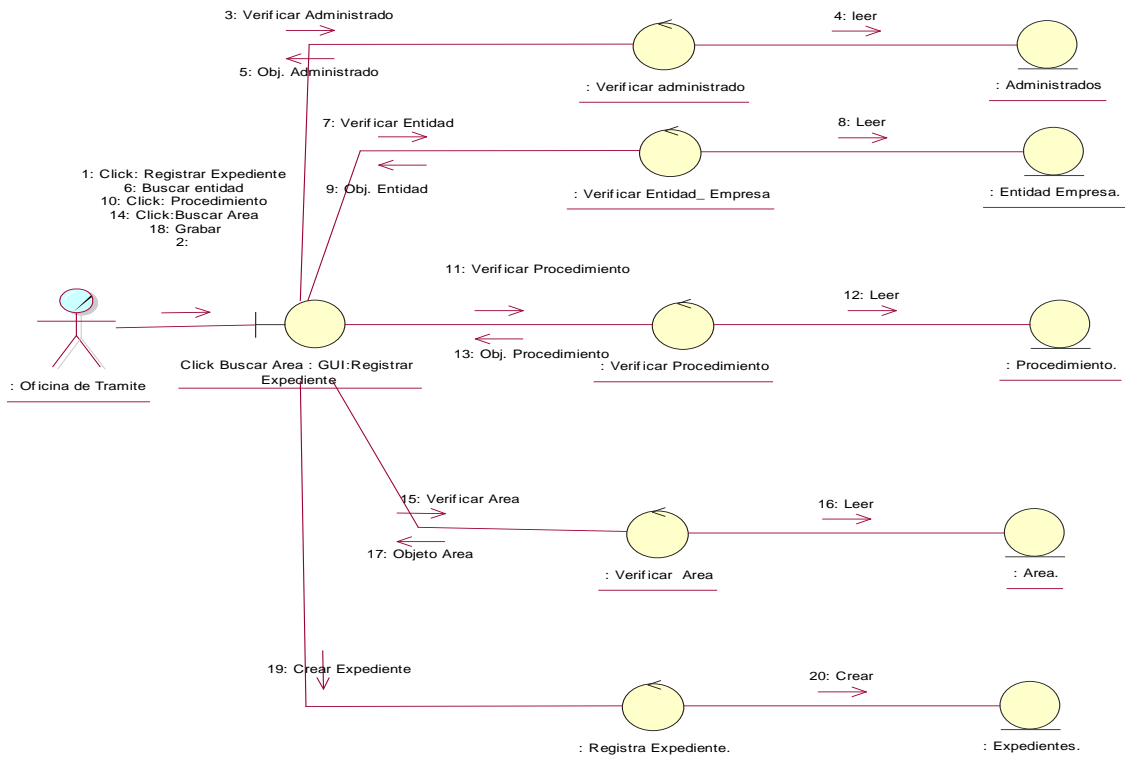 3: Verificar Administrado
4: leer
5: Obj. Administrado
: Verificar administrado
: Administrados
7: Verificar Entidad
8: Leer
9: Obj. Entidad
: Verificar Entidad_ Empresa
: Entidad Empresa.
1: Click: Registrar Expediente
6: Buscar entidad
10: Click: Procedimiento
14: Click:Buscar Area
18: Grabar
2:
11: Verificar Procedimiento
12: Leer
13: Obj. Procedimiento
: Verificar Procedimiento
: Procedimiento.
: Oficina de Tramite
Click Buscar Area : GUI:Registrar
Expediente
15: Verificar Area
16: Leer
17: Objeto Area
: Verificar Area
: Area.
19: Crear Expediente
20: Crear
: Registra Expediente.
: Expedientes.